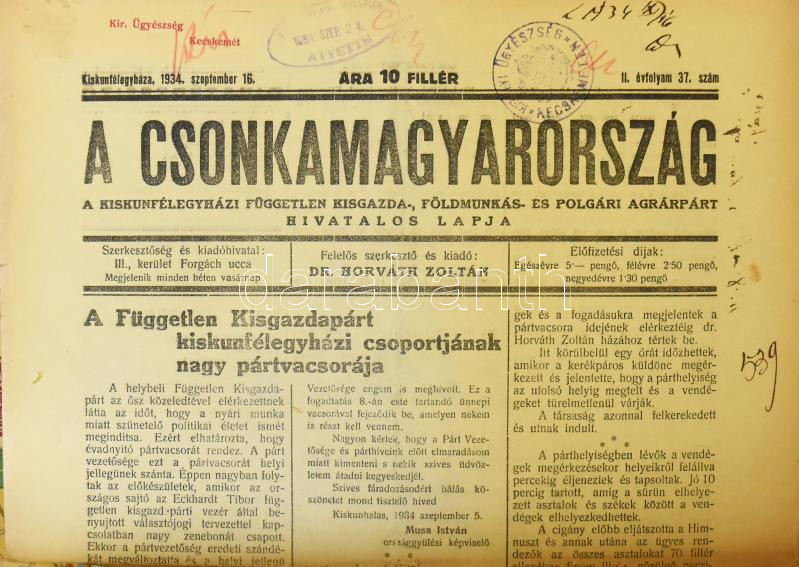 Kir. Ügyészség
Kecskemét
1934 SZEP. 24.
ÁTVETTE
KIR. ÜGYÉSZSÉG KECSKEMÉTEN
Kiskunfélegyháza, 1934. szeptember 16.
ÁRA 10 FILLÉR
II. évfolyam 37. szám
A CSONKAMAGYARORSZÁG
A KISKUNFÉLEGYHÁZI FÜGGETLEN KISGAZDA-, FÖLDMUNKÁS- ÉS POLGÁRI AGRÁRPÁRT
HIVATALOS LAPJA
Szerkesztőség és kiadóhivatal:
III., kerület Forgách ucca
Megjelenik minden héten vasárnap
Felelős szerkesztő és kiadó:
DR. HORVÁTH ZOLTÁN
Előfizetési dijak:
Egészévre 5·— pengő, félévre 2·50 pengő,
negyedévre 1·30 pengő
darabanth
A Független Kisgazdapárt
kiskunfélegyházi csoportjának
nagy pártvacsorája
A helybeli Független Kisgazda-
párt az ősz közeledtével elérkezettnek
látta az időt, hogy a nyári munka
miatt szünetelő politikai életet ismét
meginditsa. Ezért elhatározta, hogy
évadnyitó pártvacsorát rendez. A párt
vezetősége ezt a pártvacsorát helyi
jellegünek szánta. Éppen nagyban foly-
tak az előkészületek, amikor az or-
szágos sajtó az Eckhardt Tibor füg-
getlen kisgazdapárti vezér által be-
nyujtott választójogi tervezettel kap-
csolatban nagy zenebonát csapott.
Ekkor a pártvezetőség eredeti szándé-
kát megváltoztatta és a helyi jellegü
Vezetősége engem is meghivott. Ez a
fogadtatás 8.-án este tartandó ünnepi
vacsorával fejeződik be, amelyen nekem
is részt kell vennem.
Nagyon kérlek, hogy a Párt Veze-
tősége és párthiveink előtt elmaradásom
miatt kimenteni s nekik szives üdvöz-
letem átadni kegyeskedjél.
Szives fáradozásodért hálás kö-
szönetet mond tisztelő hived
Kiskunhalas, 1934 szeptember 5.
Musa István
országgyülési képviselő
gek és a fogadásukra megjelentek a
pártvacsora idejének elérkeztéig dr.
Horváth Zoltán házához tértek be.
Itt körülbelül egy órát időzhettek,
amikor a kerékpáros küldönc megér-
kezett és jelentette, hogy a párthelyiség
az utolsó helyig megtelt és a vendé-
geket türelmetlenül várják.
A társaság azonnal felkerekedett
és utnak indult.
* * *
A párthelyiségben lévők a vendé-
gek megérkezésekor helyeikről felállva
percekig éljeneztek és tapsoltak. Jó 10
percig tartott, amig a sürün elhelye-
zett asztalok és székek között a ven-
dégek elhelyezkedhettek.
A cigány előbb eljátszotta a Him-
nuszt és annak utána az ügyes ren-
dezők az összes asztalokat 70 fillér
539